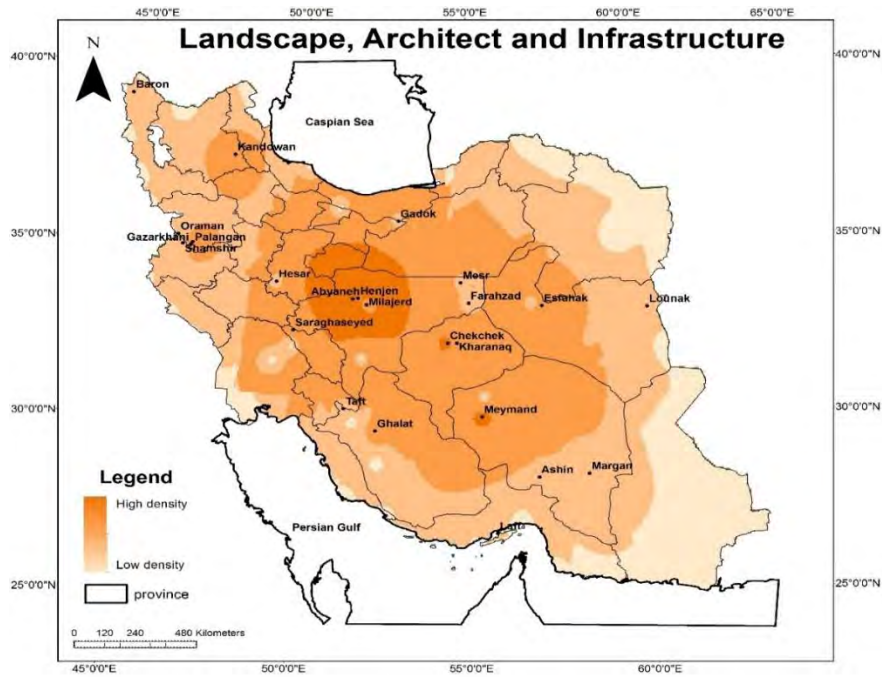 45°0'0"E 50°0'0"E 55°0'0"E 60°0'0"E 65°0'0"E
Landscape, Architect and Infrastructure
N
40°0'0"N 40°0'0"N
Baron
Caspian Sea
Kandowan
Gadok
35°0'0"N 35°0'0"N
Oraman
Gazarkhani Palangan
Shamshir
Hesar
Mesr
Abyaneh Henjen
Milajerd
Farahzad
Esfahak
Lounak
Saraghaseyed
Chekchek
Kharanaq
30°0'0"N 30°0'0"N
Taft
Meymand
Ghalat
Ashin
Margan
Legend
High density
Low density
province
Persian Gulf
Laft
25°0'0"N 25°0'0"N
0 120 240 480 Kilometers
45°0'0"E 50°0'0"E 55°0'0"E 60°0'0"E